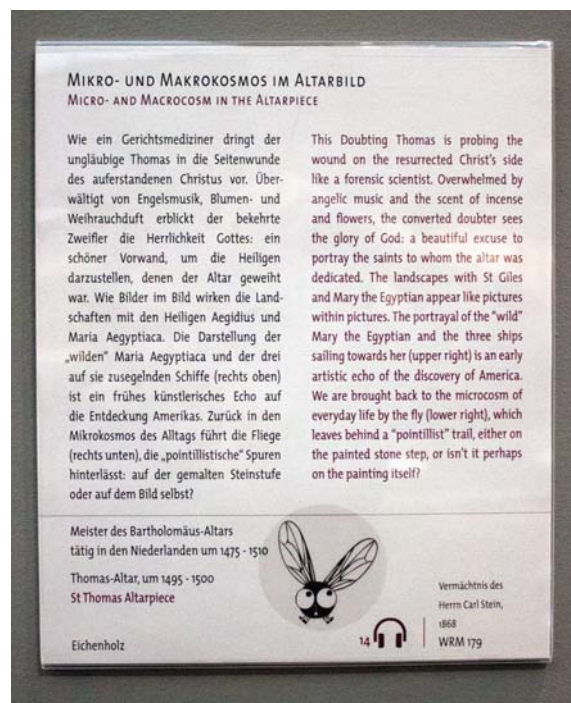 MIKRO- UND MAKROKOSMOS IM ALTARBILD
MICRO- AND MACROCOSM IN THE ALTARPIECE
Wie ein Gerichtsmediziner dringt der
ungläubige Thomas in die Seitenwunde
des auferstandenen Christus vor. Über-
wältigt von Engelsmusik, Blumen- und
Weihrauchduft erblickt der bekehrte
Zweifler die Herrlichkeit Gottes: ein
schöner Vorwand, um die Heiligen
darzustellen, denen der Altar geweiht
war. Wie Bilder im Bild wirken die Land-
schaften mit den Heiligen Aegidius und
Maria Aegyptiaca. Die Darstellung der
„wilden“ Maria Aegyptiaca und der drei
auf sie zusegelnden Schiffe (rechts oben)
ist ein frühes künstlerisches Echo auf
die Entdeckung Amerikas. Zurück in den
Mikrokosmos des Alltags führt die Fliege
(rechts unten), die „pointillistische“ Spuren
hinterlässt: auf der gemalten Steinstufe
oder auf dem Bild selbst?
This Doubting Thomas is probing the
wound on the resurrected Christ's side
like a forensic scientist. Overwhelmed by
angelic music and the scent of incense
and flowers, the converted doubter sees
the glory of God: a beautiful excuse to
portray the saints to whom the altar was
dedicated. The landscapes with St Giles
and Mary the Egyptian appear like pictures
within pictures. The portrayal of the "wild"
Mary the Egyptian and the three ships
sailing towards her (upper right) is an early
artistic echo of the discovery of America.
We are brought back to the microcosm of
everyday life by the fly (lower right), which
leaves behind a "pointillist" trail, either on
the painted stone step, or isn't it perhaps
on the painting itself?
Meister des Bartholomäus-Altars
tätig in den Niederlanden um 1475 - 1510
Thomas-Altar, um 1495 - 1500
St Thomas Altarpiece
Eichenholz
14
Vermächtnis des
Herrn Carl Stein,
1868
WRM 179